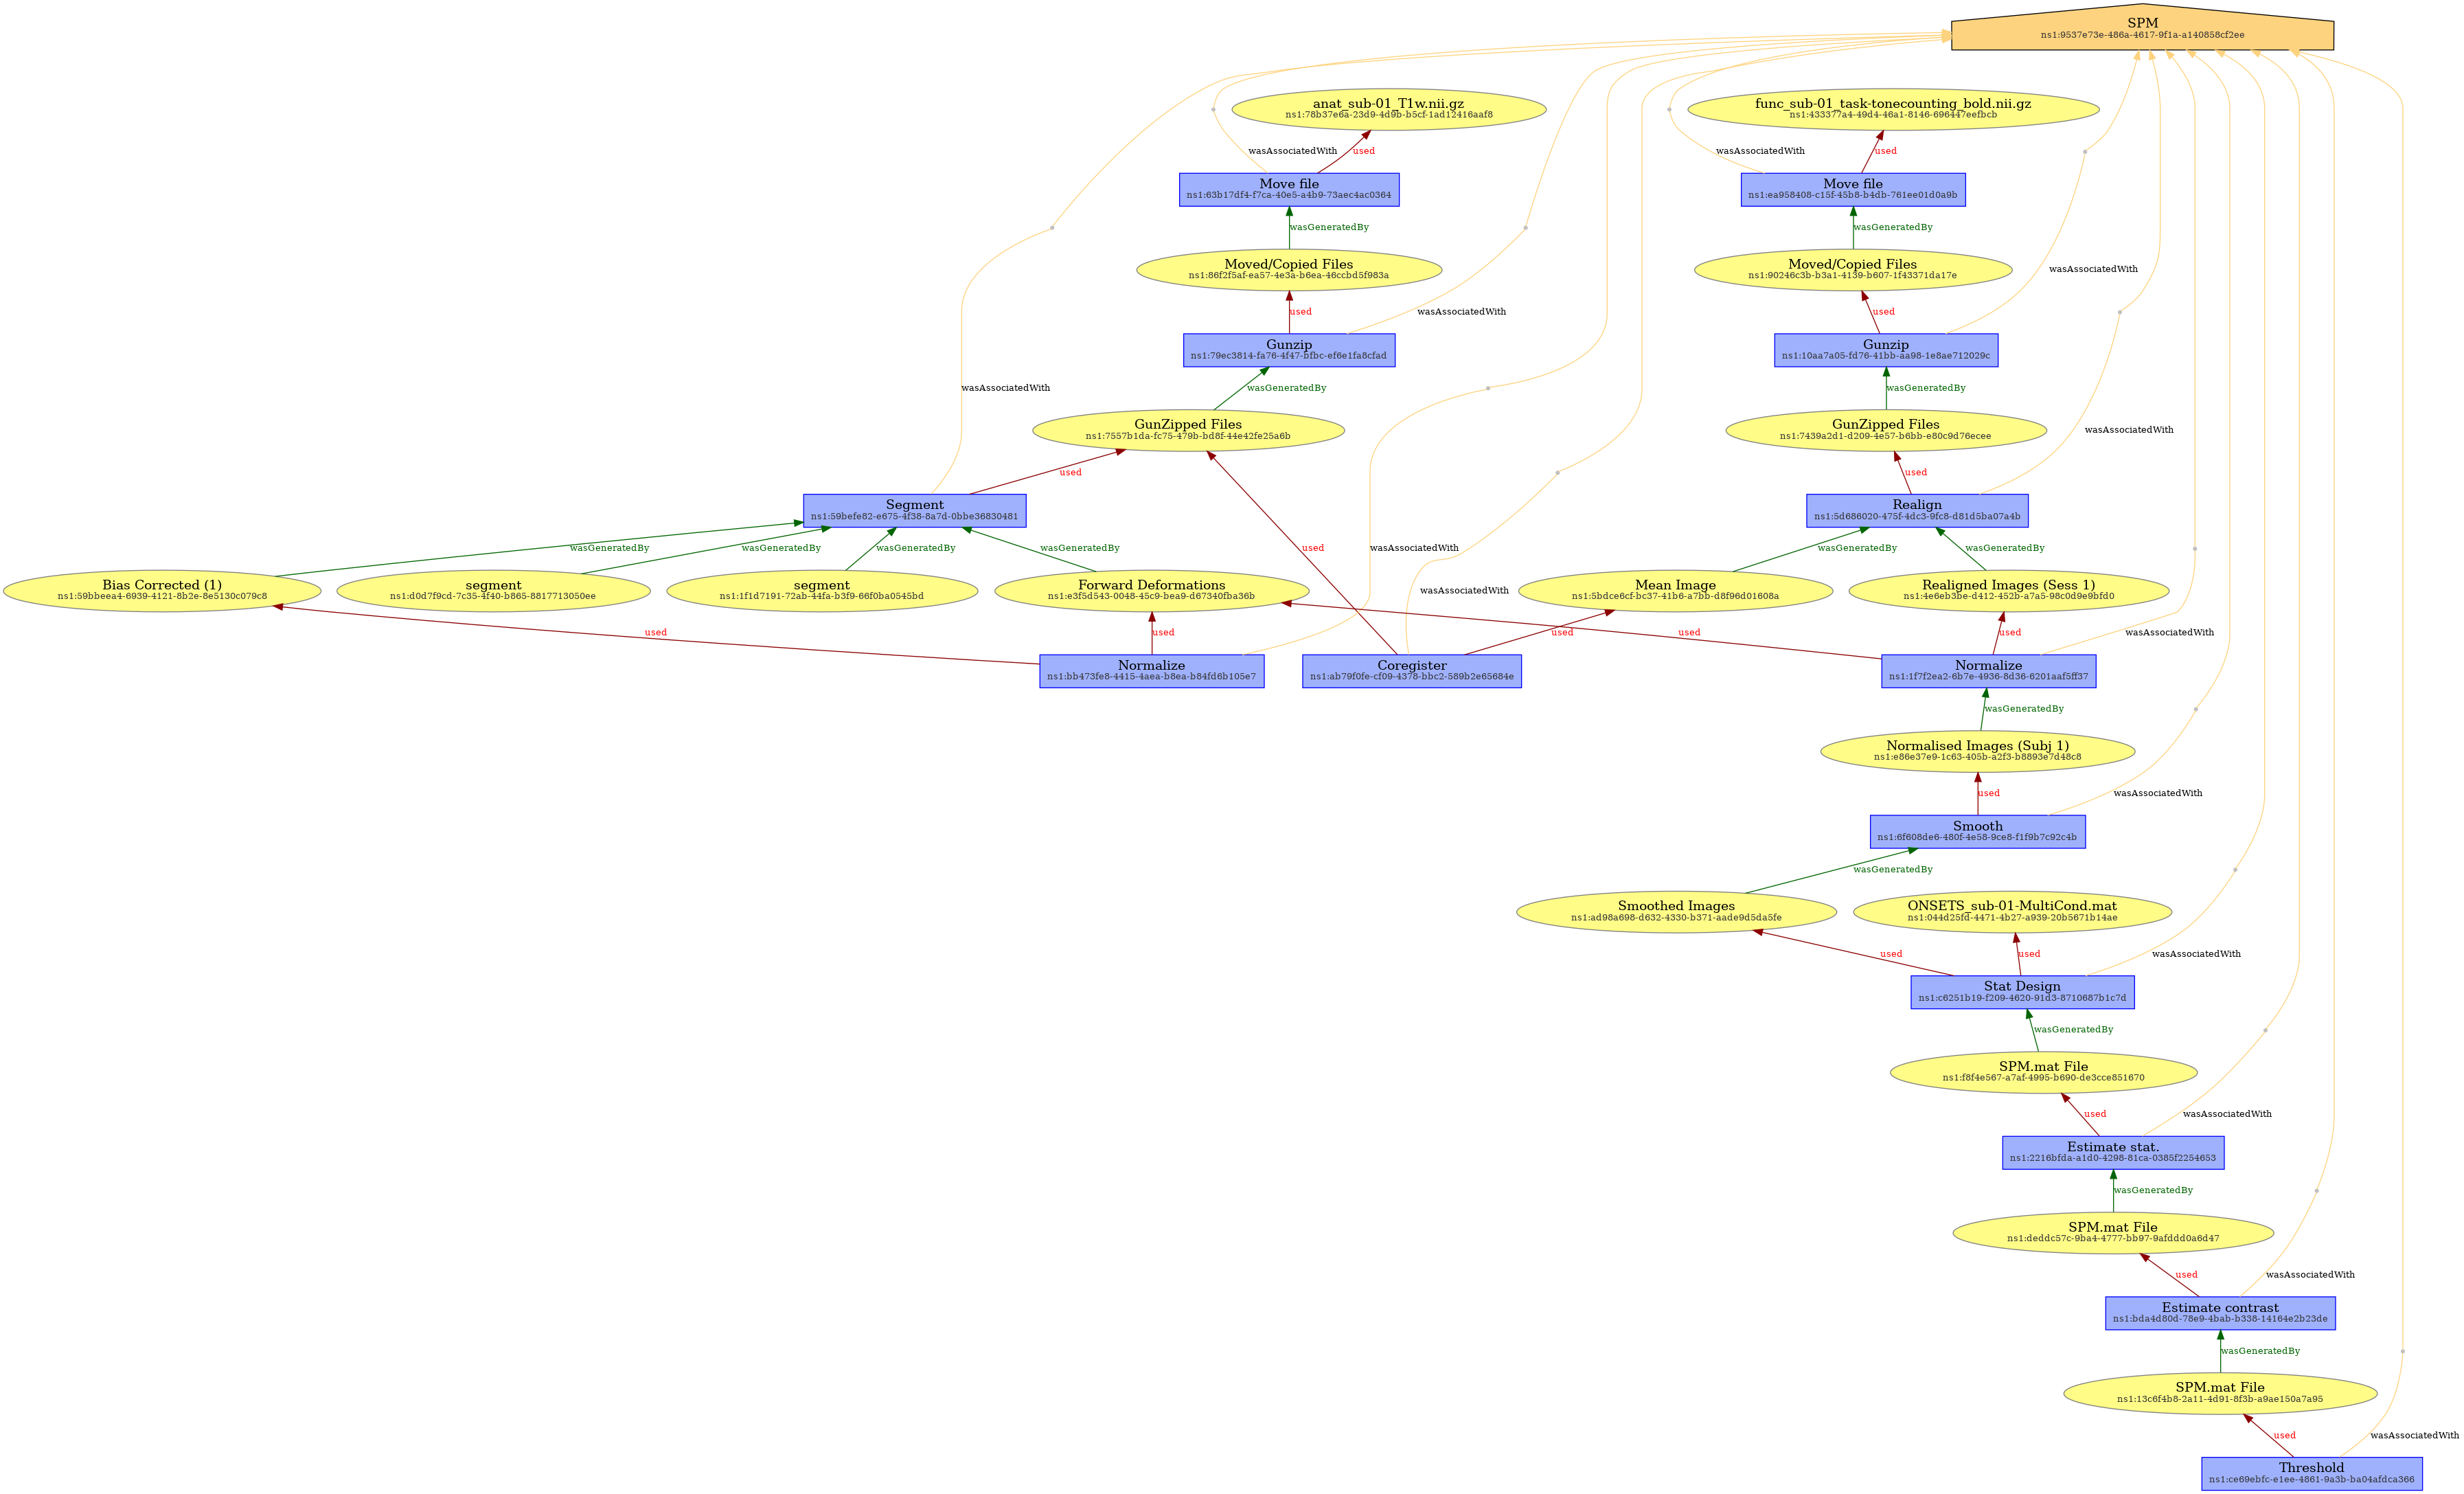 SPM
ns1:9537e73e-486a-4617-9f1a-a140858cf2ee
anat_sub-01_T1w.nii.gz
ns1:78b37e6a-23d9-4d9b-b5cf-1ad12416aaf8
func_sub-01_task-tonecounting_bold.nii.gz
ns1:433377a4-49d4-46a1-8146-696447eefbcb
wasAssociatedWith
used
wasAssociatedWith
used
Move file
ns1:63b17df4-f7ca-40e5-a4b9-73aec4ac0364
Move file
ns1:ea958408-c15f-45b8-b4db-761ee01d0a9b
wasGeneratedBy
wasGeneratedBy
Moved/Copied Files
ns1:86f2f5af-ea57-4e3a-b6ea-46ccbd5f983a
Moved/Copied Files
ns1:90246c3b-b3a1-4139-b607-1f43371da17e
wasAssociatedWith
used
wasAssociatedWith
used
Gunzip
ns1:79ec3814-fa76-4f47-bfbc-ef6e1fa8cfad
Gunzip
ns1:10aa7a05-fd76-41bb-aa98-1e8ae712029c
wasAssociatedWith
wasGeneratedBy
wasGeneratedBy
GunZipped Files
ns1:7557b1da-fc75-479b-bd8f-44e42fe25a6b
GunZipped Files
ns1:7439a2d1-d209-4e57-b6bb-e80c9d76ecee
wasAssociatedWith
used
used
Segment
ns1:59befe82-e675-4f38-8a7d-0bbe36830481
Realign
ns1:5d686020-475f-4dc3-9fc8-d81d5ba07a4b
wasGeneratedBy
wasGeneratedBy
wasGeneratedBy
wasGeneratedBy
used
wasAssociatedWith
wasGeneratedBy
wasGeneratedBy
Bias Corrected (1)
ns1:59bbeea4-6939-4121-8b2e-8e5130c079c8
segment
ns1:d0d7f9cd-7c35-4f40-b865-8817713050ee
segment
ns1:1f1d7191-72ab-44fa-b3f9-66f0ba0545bd
Forward Deformations
ns1:e3f5d543-0048-45c9-bea9-d67340fba36b
wasAssociatedWith
Mean Image
ns1:5bdce6cf-bc37-41b6-a7bb-d8f96d01608a
Realigned Images (Sess 1)
ns1:4e6eb3be-d412-452b-a7a5-98c0d9e9bfd0
used
used
used
used
used
wasAssociatedWith
Normalize
ns1:bb473fe8-4415-4aea-b8ea-b84fd6b105e7
Coregister
ns1:ab79f0fe-cf09-4378-bbc2-589b2e65684e
Normalize
ns1:1f7f2ea2-6b7e-4936-8d36-6201aaf5ff37
wasGeneratedBy
Normalised Images (Subj 1)
ns1:e86e37e9-1c63-405b-a2f3-b8893e7d48c8
used
wasAssociatedWith
Smooth
ns1:6f608de6-480f-4e58-9ce8-f1f9b7c92c4b
wasGeneratedBy
Smoothed Images
ns1:ad98a698-d632-4330-b371-aade9d5da5fe
ONSETS_sub-01-MultiCond.mat
ns1:044d25fd-4471-4b27-a939-20b5671b14ae
used
used
wasAssociatedWith
Stat Design
ns1:c6251b19-f209-4620-91d3-8710687b1c7d
wasGeneratedBy
SPM.mat File
ns1:f8f4e567-a7af-4995-b690-de3cce851670
used
wasAssociatedWith
Estimate stat.
ns1:2216bfda-a1d0-4298-81ca-0385f2254653
wasGeneratedBy
SPM.mat File
ns1:deddc57c-9ba4-4777-bb97-9afddd0a6d47
used
wasAssociatedWith
Estimate contrast
ns1:bda4d80d-78e9-4bab-b338-14164e2b23de
wasGeneratedBy
SPM.mat File
ns1:13c6f4b8-2a11-4d91-8f3b-a9ae150a7a95
used
wasAssociatedWith
Threshold
ns1:ce69ebfc-e1ee-4861-9a3b-ba04afdca366